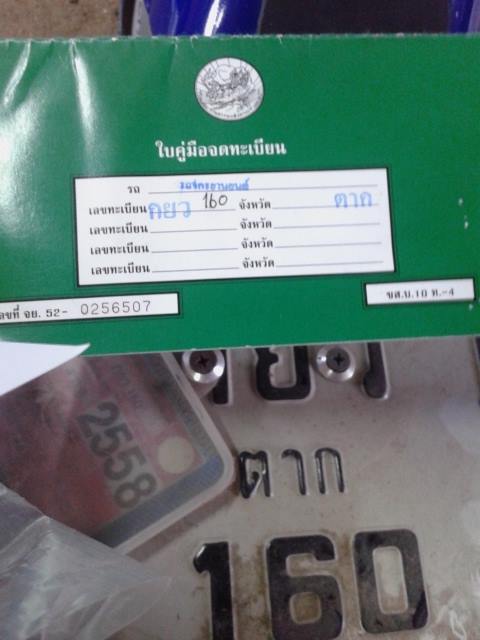 ใบคู่มือจดทะเบียน
รถ รถจักรยานยนต์
เลขทะเบียน คยว 160 จังหวัด ตาก
เลขทะเบียน จังหวัด
เลขทะเบียน จังหวัด
เลขทะเบียน จังหวัด
เลขที่ จย. 52- 0256507
ขส.บ.10 ท.-4
2558
ตาก
160